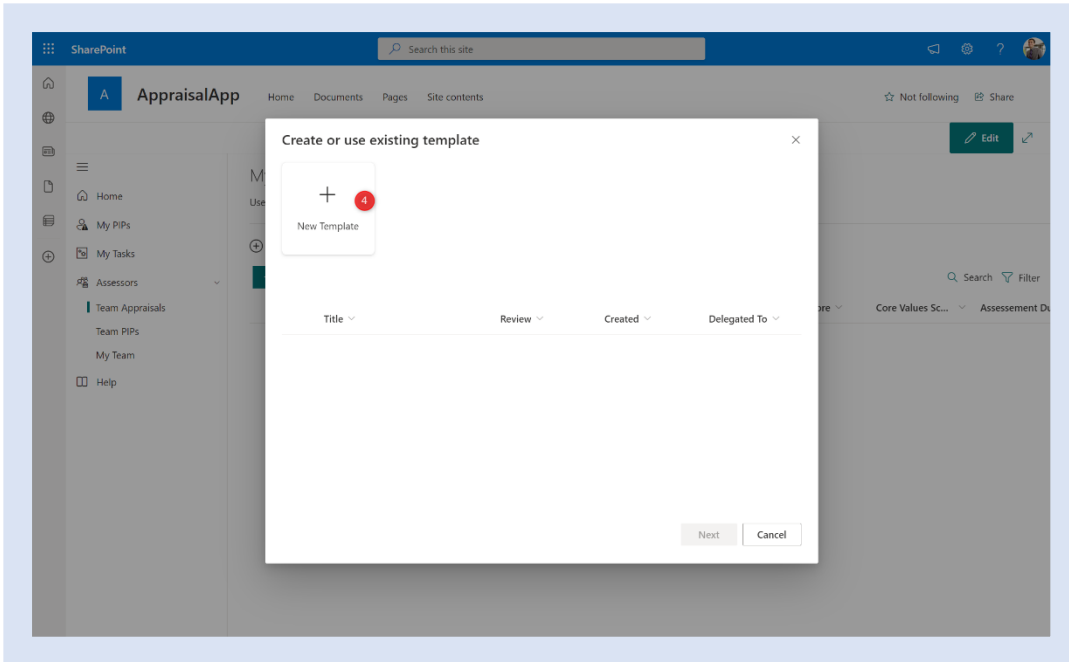 SharePoint
Search this site
?
A
AppraisalApp
Home Documents Pages Site contents
Not following Share
Edit
Create or use existing template
4
New Template
Home
My PIPs
My Tasks
Assessors
Team Appraisals
Team PIPs
My Team
Help
M
Use
Search Filter
Title Review Created Delegated To
ore Core Values Sc... Assessement Du
Next Cancel